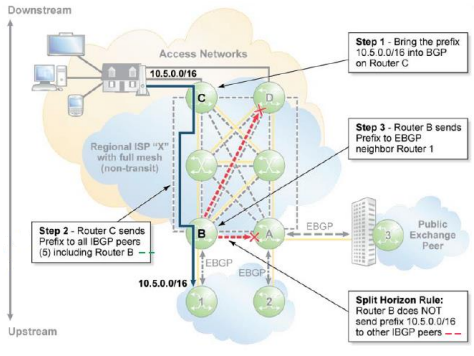 Downstream
Access Networks
10.5.0.0/16
Step 1 - Bring the prefix
10.5.0.0/16 into BGP
on Router C
C
D
Regional ISP "X"
with full mesh
(non-transit)
Step 3 - Router B sends
Prefix to EBGP
neighbor Router 1
Step 2 - Router C sends
Prefix to all IBGP peers
(5) including Router B
B
A
EBGP
3
Public
Exchange
Peer
EBGP
EBGP
10.5.0.0/16
1
2
Split Horizon Rule:
Router B does NOT
send prefix 10.5.0.0/16
to other IBGP peers
Upstream